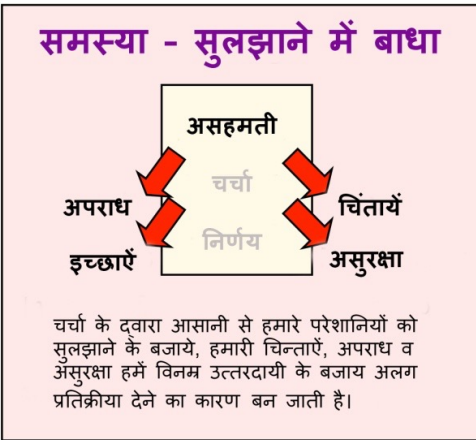 समस्या - सुलझाने में बाधा
असहमती
चर्चा
अपराध
चिंतायें
निर्णय
इच्छाऐं
असुरक्षा
चर्चा के द्वारा आसानी से हमारे परेशानियों को
सुलझाने के बजाये, हमारी चिन्ताऐं, अपराध व
असुरक्षा हमें विनम्र उत्तरदायी के बजाय अलग
प्रतिक्रीया देने का कारण बन जाती है।